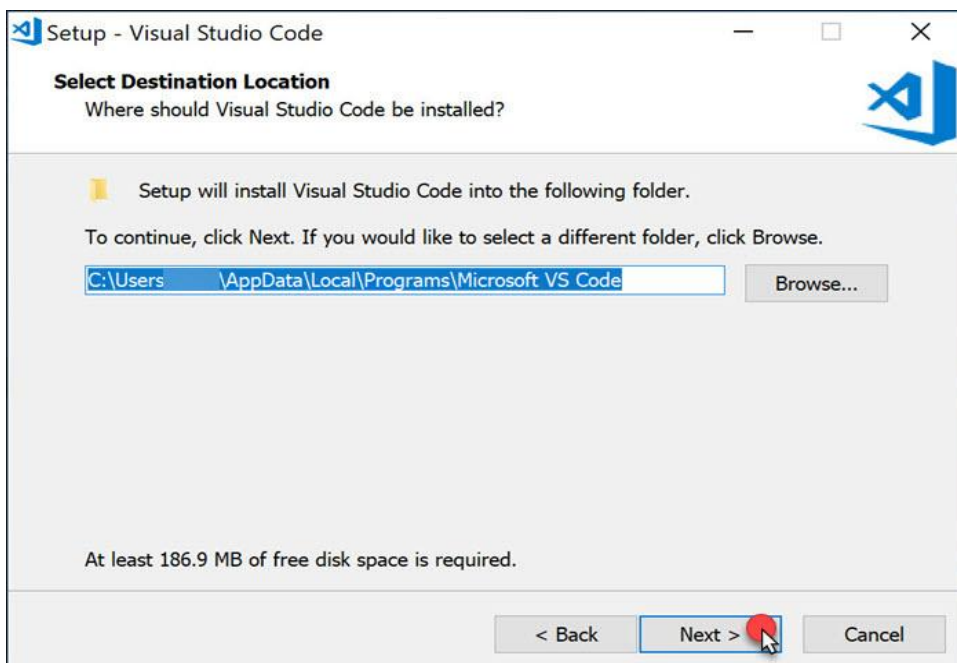 Setup - Visual Studio Code
Select Destination Location
Where should Visual Studio Code be installed?
Setup will install Visual Studio Code into the following folder.
To continue, click Next. If you would like to select a different folder, click Browse.
C:\Users \AppData\Local\Programs\Microsoft VS Code
Browse...
At least 186.9 MB of free disk space is required.
< Back Next > Cancel